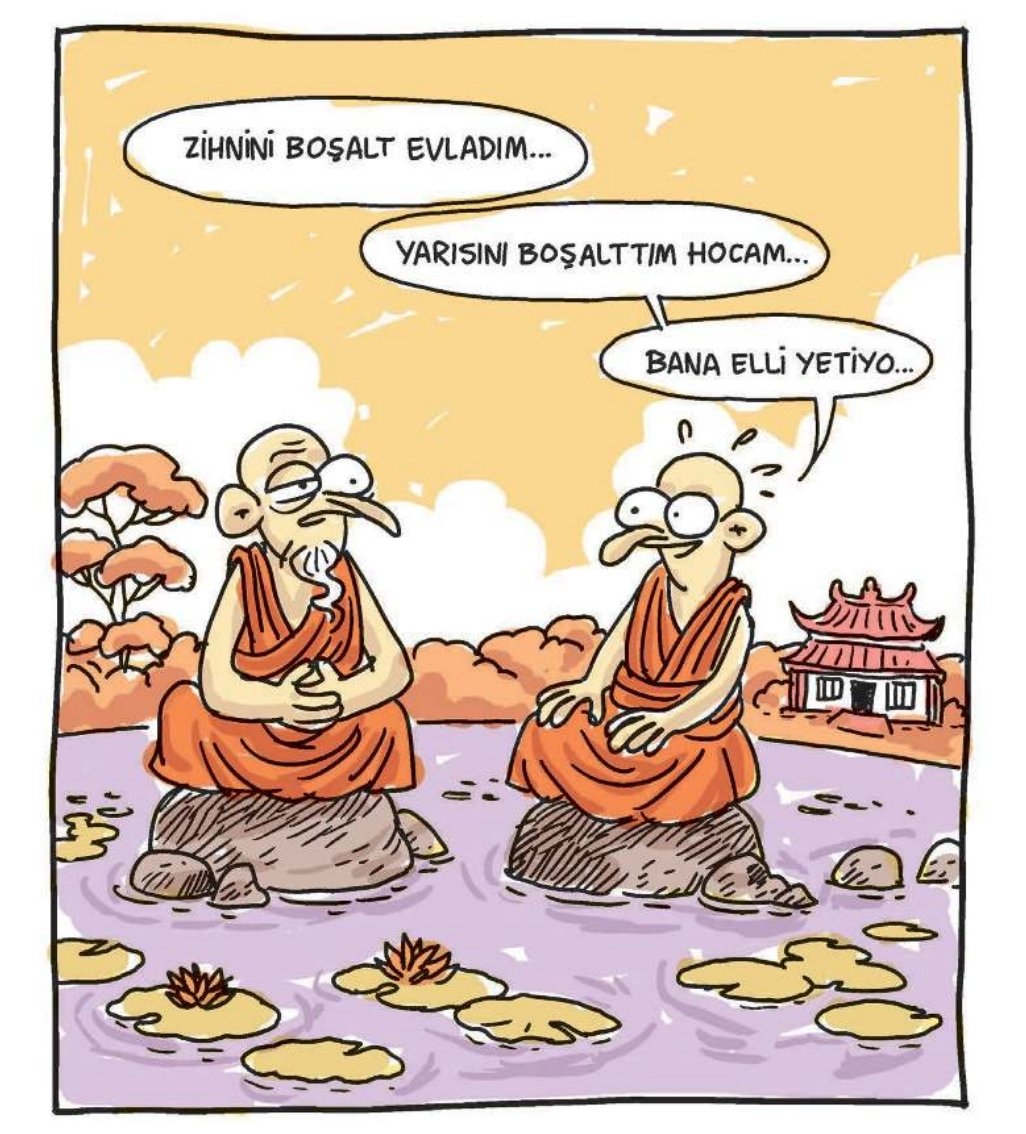 ZİHNİNİ BOŞALT EVLADIM...
YARISINI BOŞALTTIM HOCAM...
BANA ELLİ YETİYO...